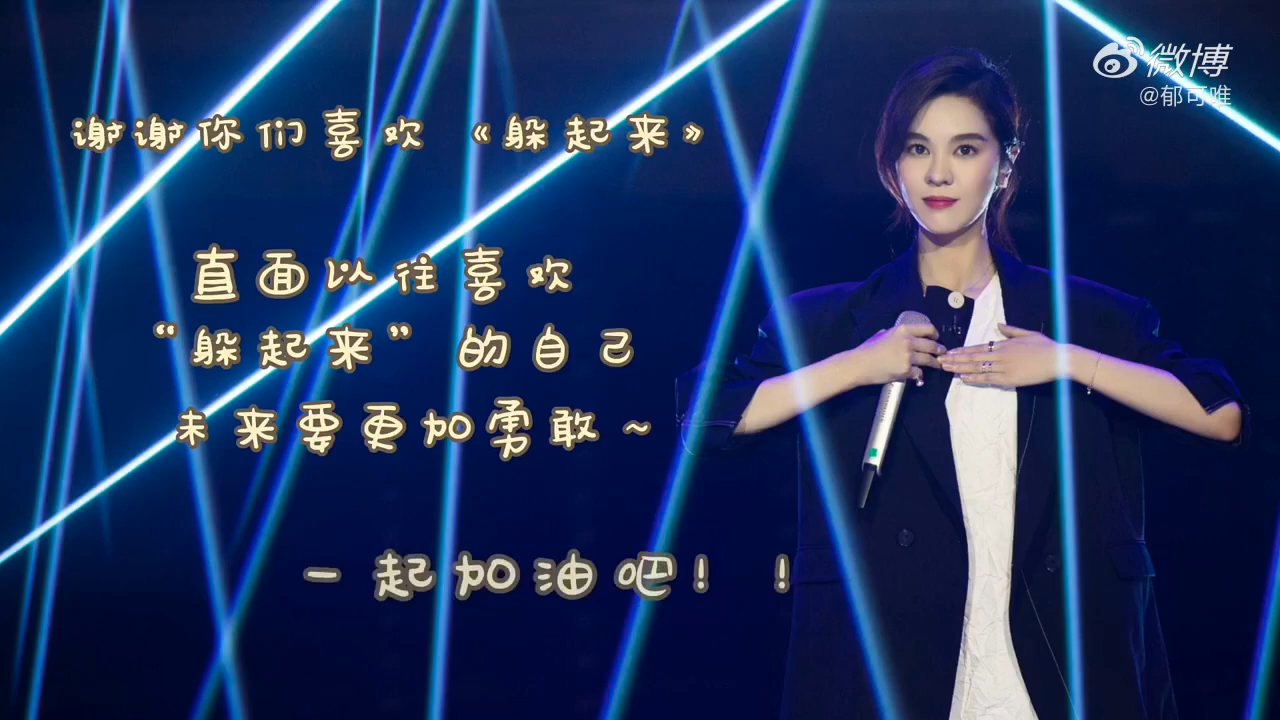 微博
@郁可唯
谢谢你们喜欢《躲起来》
直面以往喜欢
“躲起来”的自己
未来要更加勇敢~
一起加油吧！！